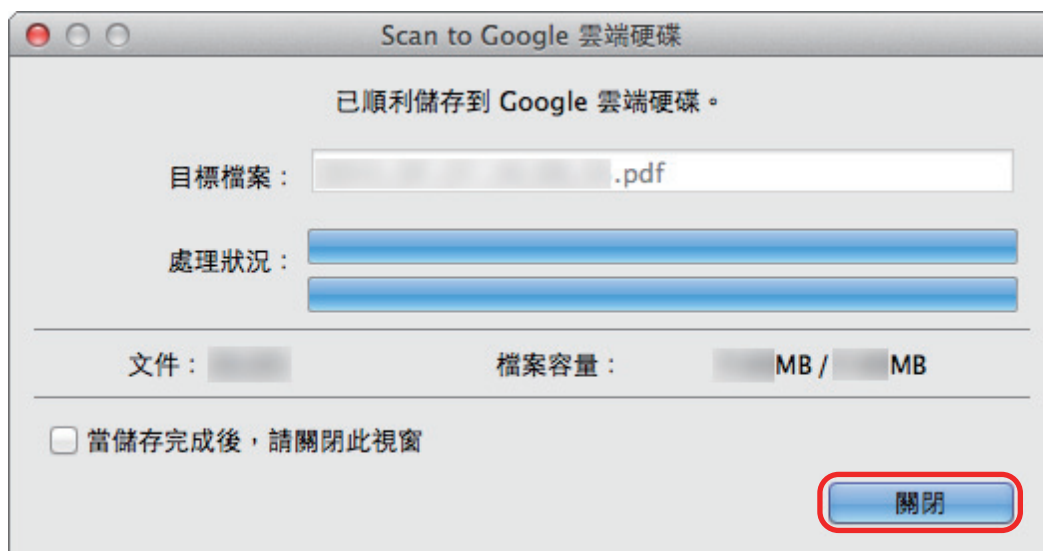 Scan to Google 雲端硬碟
已順利儲存到 Google 雲端硬碟。
目標檔案： .pdf
處理狀況：
文件： 檔案容量： MB / MB
當儲存完成後，請關閉此視窗
關閉